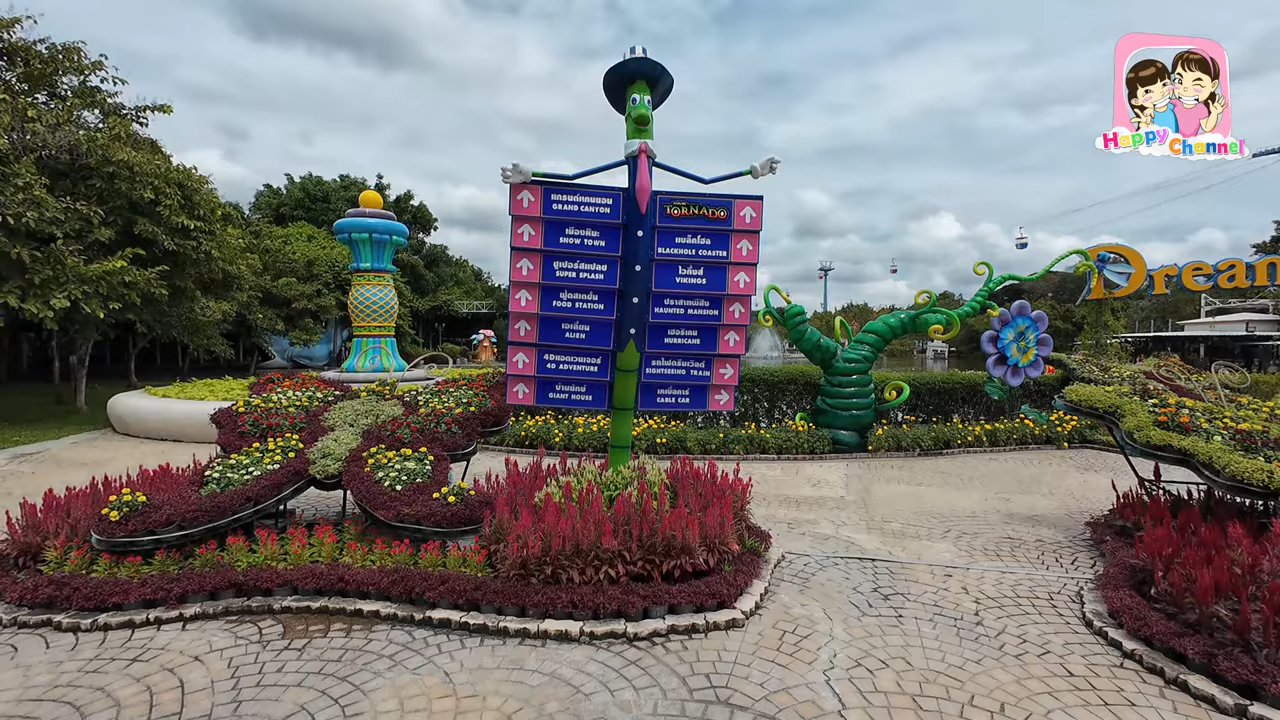 Happy Channel
แกรนด์แคนยอน
GRAND CANYON
เมืองหิมะ
SNOW TOWN
ซูเปอร์สแปลช
SUPER SPLASH
ฟู้ดสเตชั่น
FOOD STATION
เอเลี่ยน
ALIEN
4Dแอดเวนเจอร์
4D ADVENTURE
บ้านยักษ์
GIANT HOUSE
TORNADO
แบล็คโฮล
BLACKHOLE COASTER
ไวกิ้งส์
VIKINGS
ปราสาทผีสิง
HAUNTED MANSION
เฮอริเคน
HURRICANE
รถไฟดรีมเวิลด์
SIGHTSEEING TRAIN
เคเบิ้ลคาร์
CABLE CAR
Dream